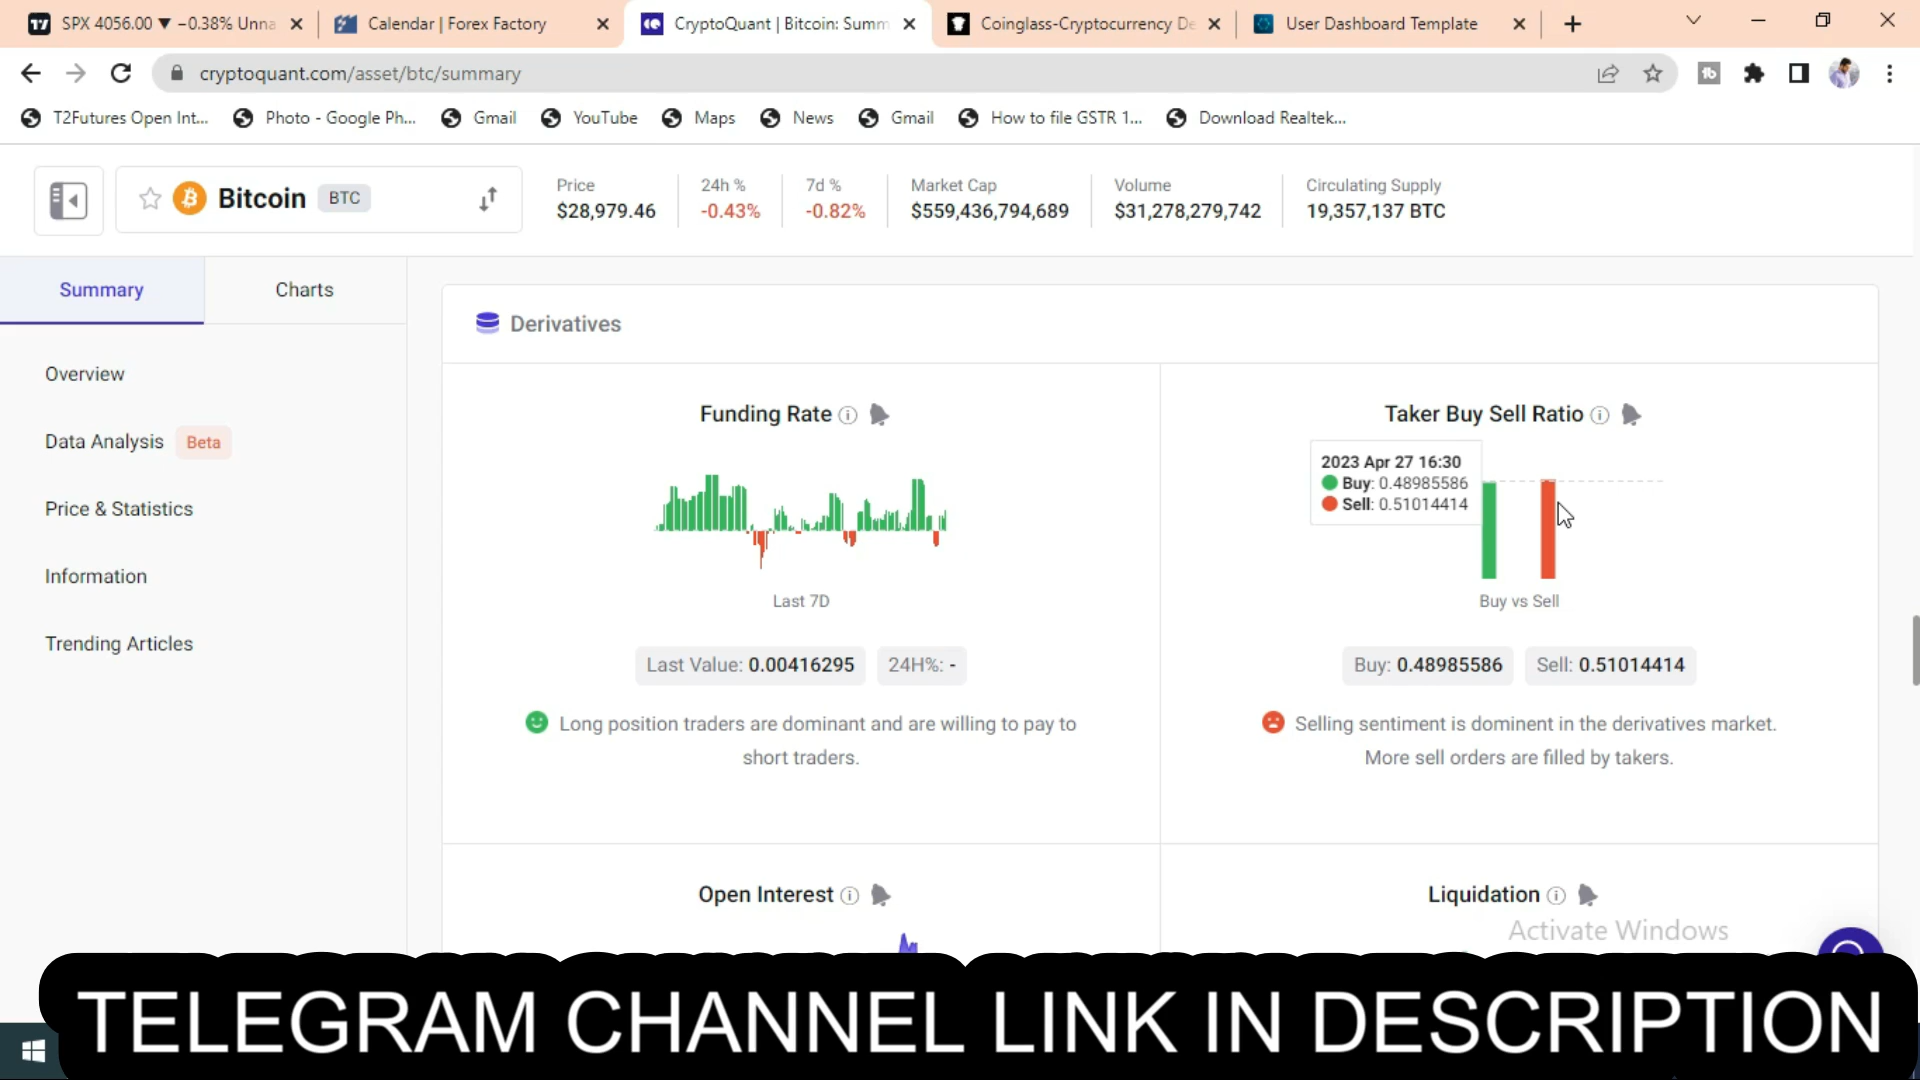 SPX 4056.00 ▼ −0.38% Unna
Calendar | Forex Factory
CryptoQuant | Bitcoin: Summ
Coinglass-Cryptocurrency De
User Dashboard Template
cryptoquant.com/asset/btc/summary
T2Futures Open Int...
Photo - Google Ph...
Gmail
YouTube
Maps
News
Gmail
How to file GSTR 1...
Download Realtek...
Bitcoin BTC
Price
$28,979.46
24h %
-0.43%
7d %
-0.82%
Market Cap
$559,436,794,689
Volume
$31,278,279,742
Circulating Supply
19,357,137 BTC
Summary
Charts
Overview
Data Analysis Beta
Price & Statistics
Information
Trending Articles
Derivatives
Funding Rate
Last 7D
Last Value: 0.00416295 24H%: -
Long position traders are dominant and are willing to pay to
short traders.
Taker Buy Sell Ratio
2023 Apr 27 16:30
Buy: 0.48985586
Sell: 0.51014414
Buy vs Sell
Buy: 0.48985586 Sell: 0.51014414
Selling sentiment is dominent in the derivatives market.
More sell orders are filled by takers.
Open Interest
Liquidation
Activate Windows
TELEGRAM CHANNEL LINK IN DESCRIPTION